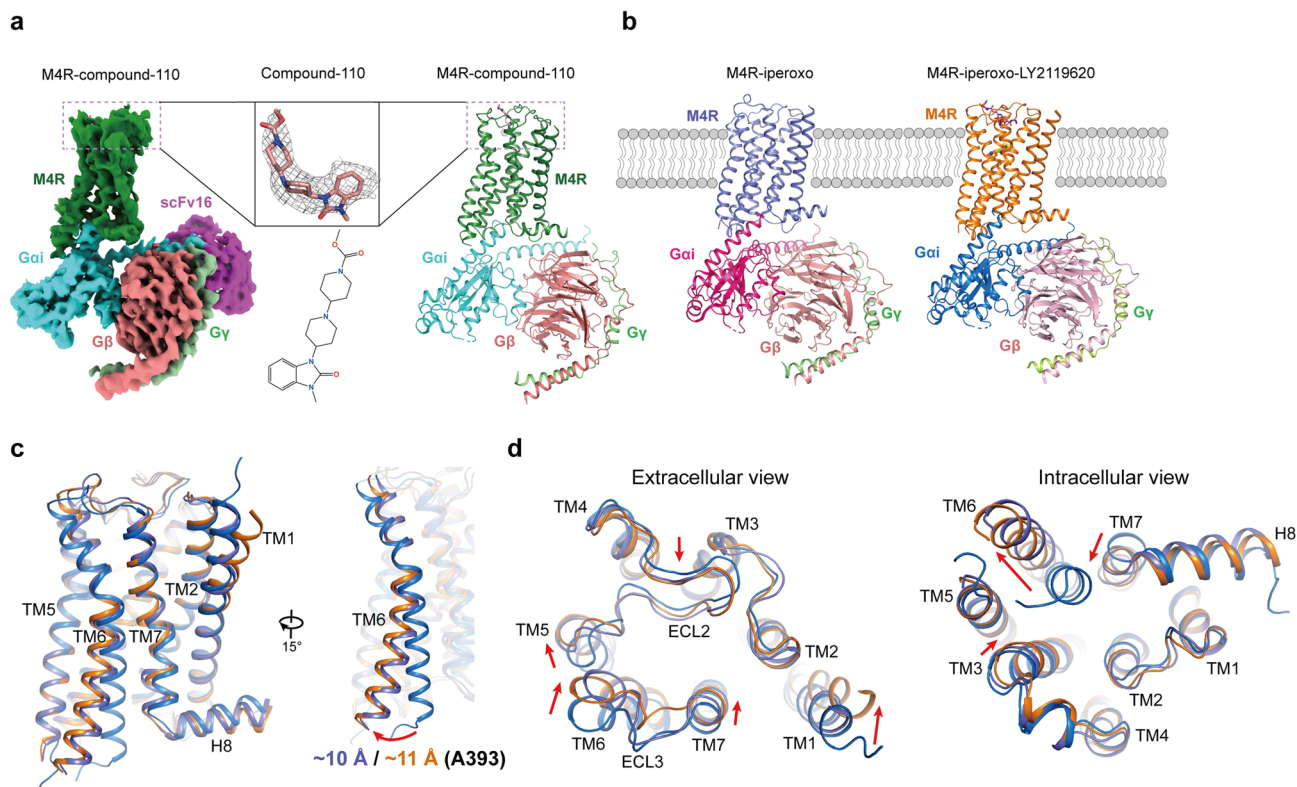 a
M4R-compound-110
Compound-110
M4R-compound-110
M4R
scFv16
Gαi
Gβ
Gγ
O
O
N
N
N
O
N
M4R
Gαi
Gβ
Gγ
b
M4R-iperoxo
M4R-iperoxo-LY2119620
M4R
M4R
Gαi
Gβ
Gγ
Gαi
Gβ
Gγ
c
TM1
TM2
TM5
TM6
TM7
H8
15°
TM6
~10 Å / ~11 Å (A393)
d
Extracellular view
Intracellular view
TM4
TM3
ECL2
TM5
TM2
TM6
TM7
TM1
ECL3
TM6
TM7
H8
TM5
TM3
TM1
TM2
TM4